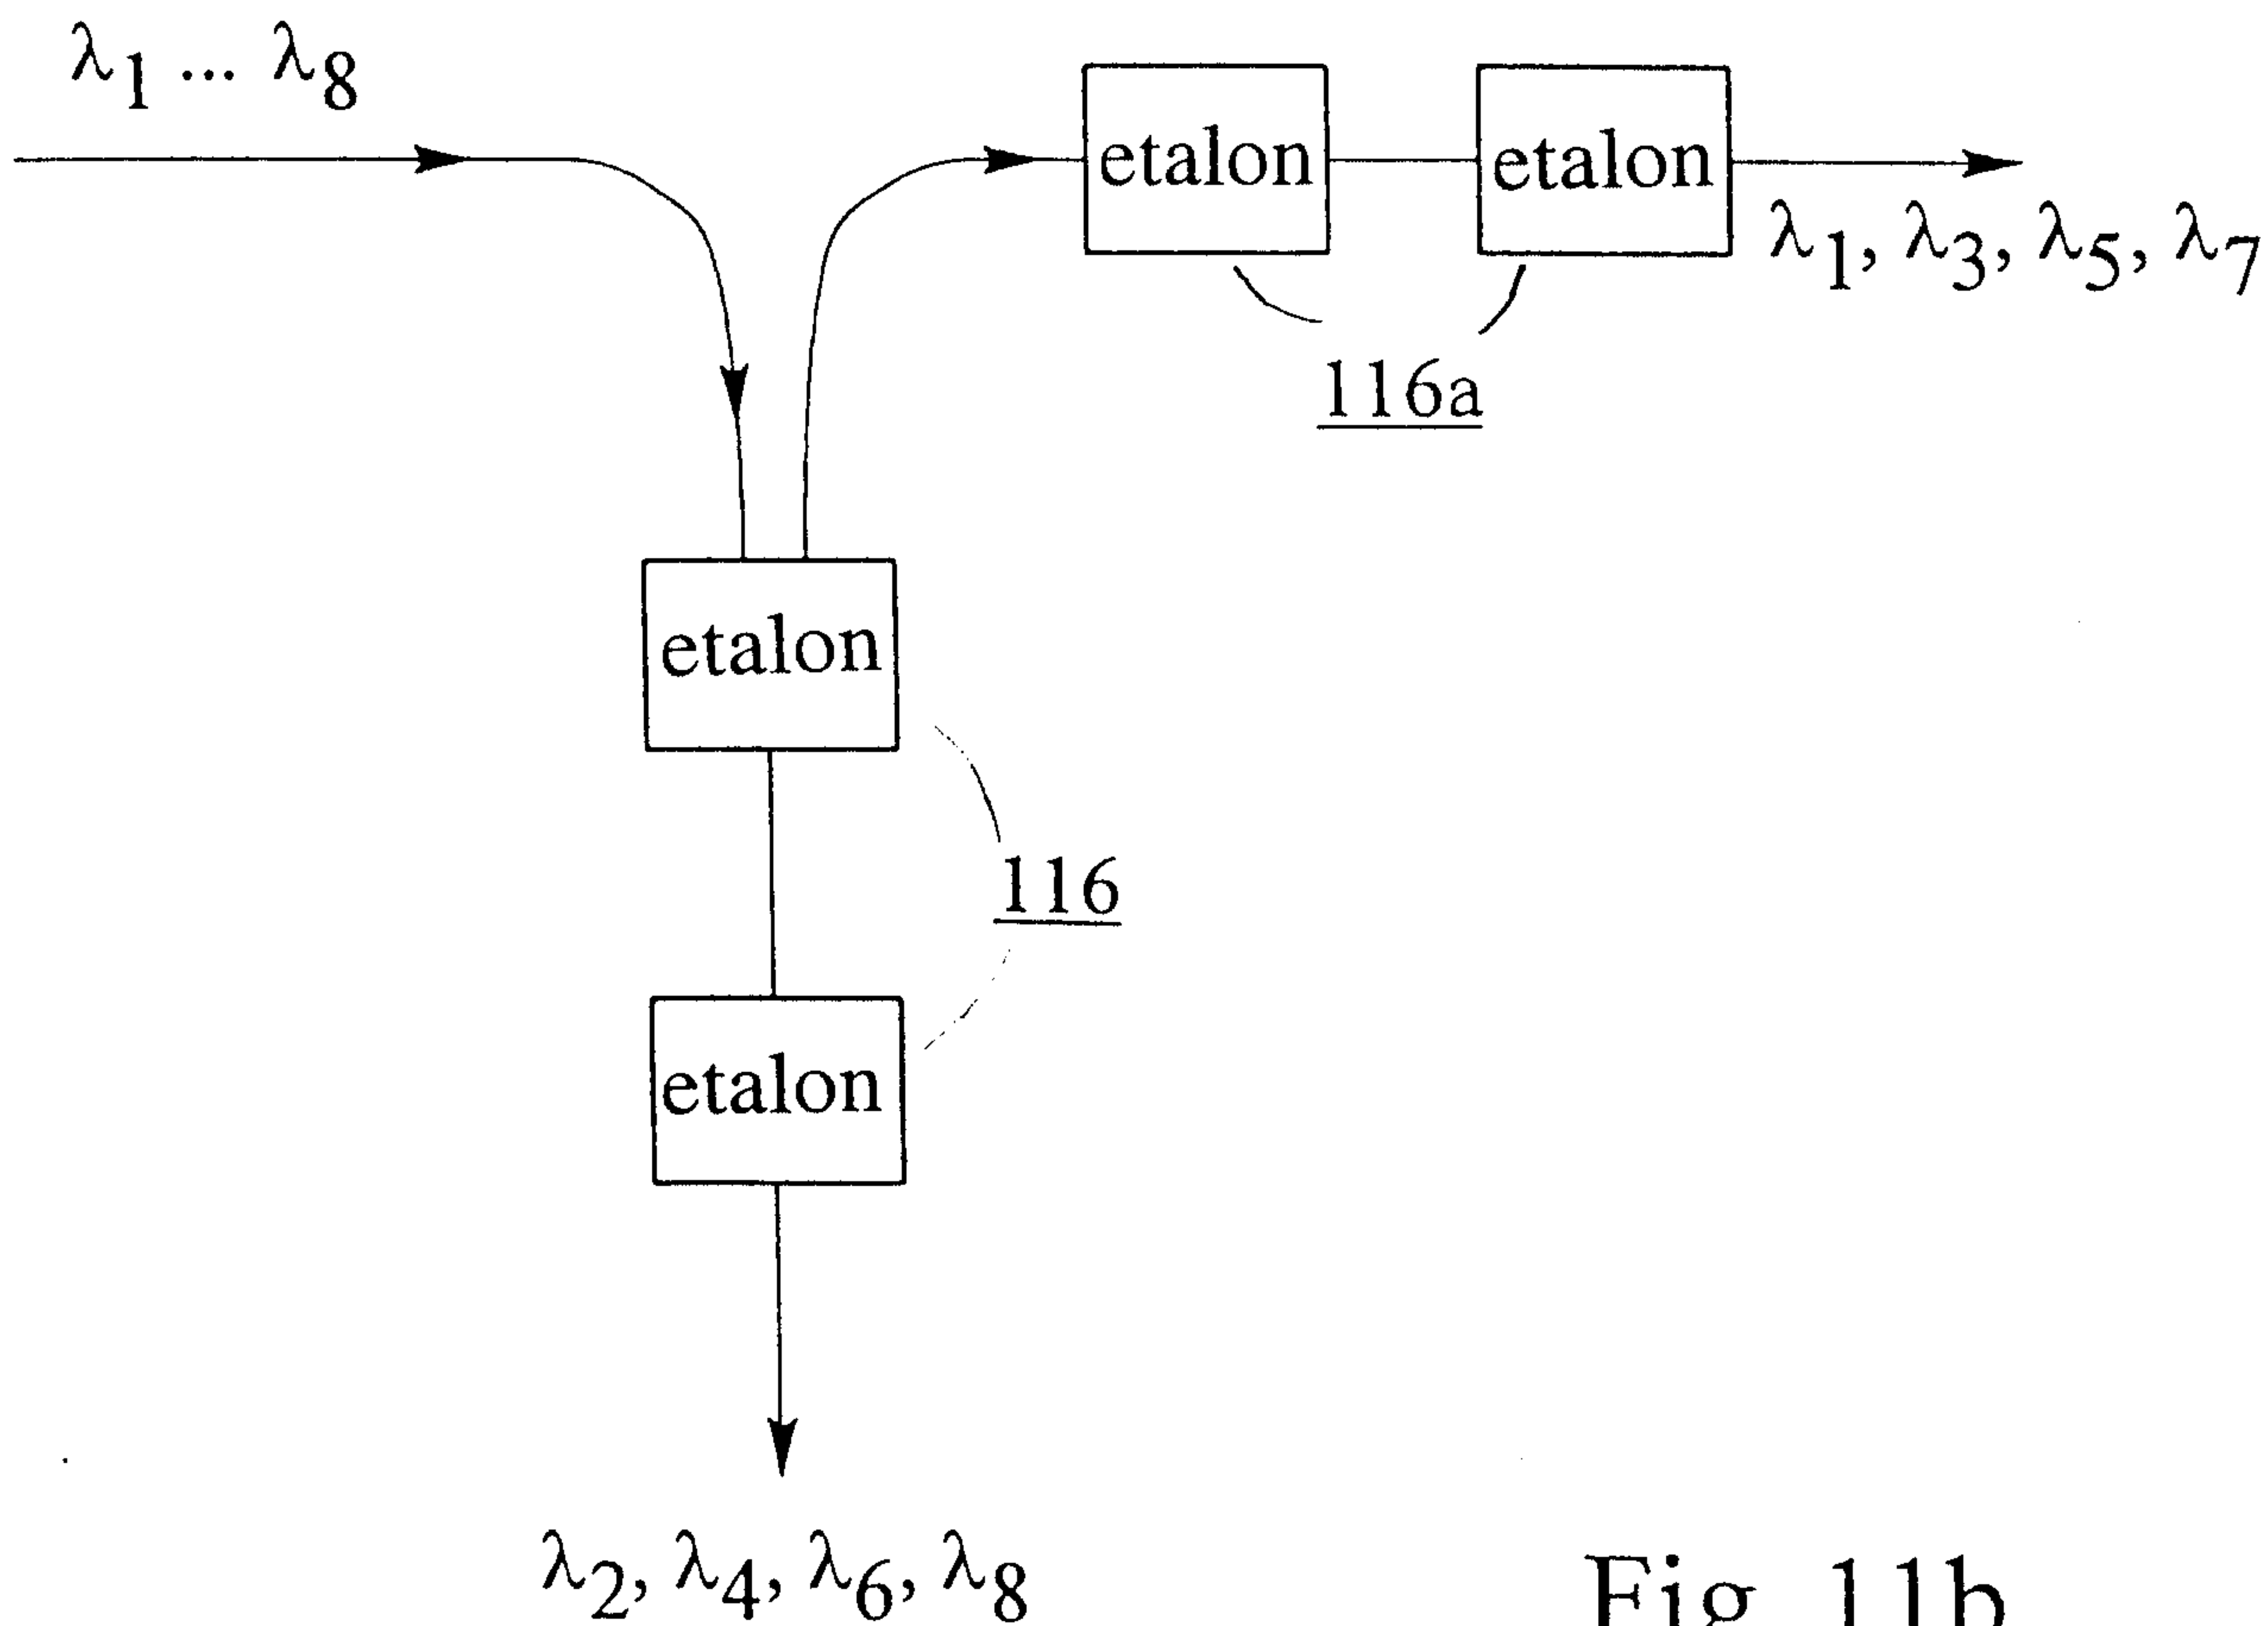 λ1 ... λ8
etalon
etalon
λ1, λ3, λ5, λ7
116a
etalon
116
etalon
λ2, λ4, λ6, λ8
Fig. 11b